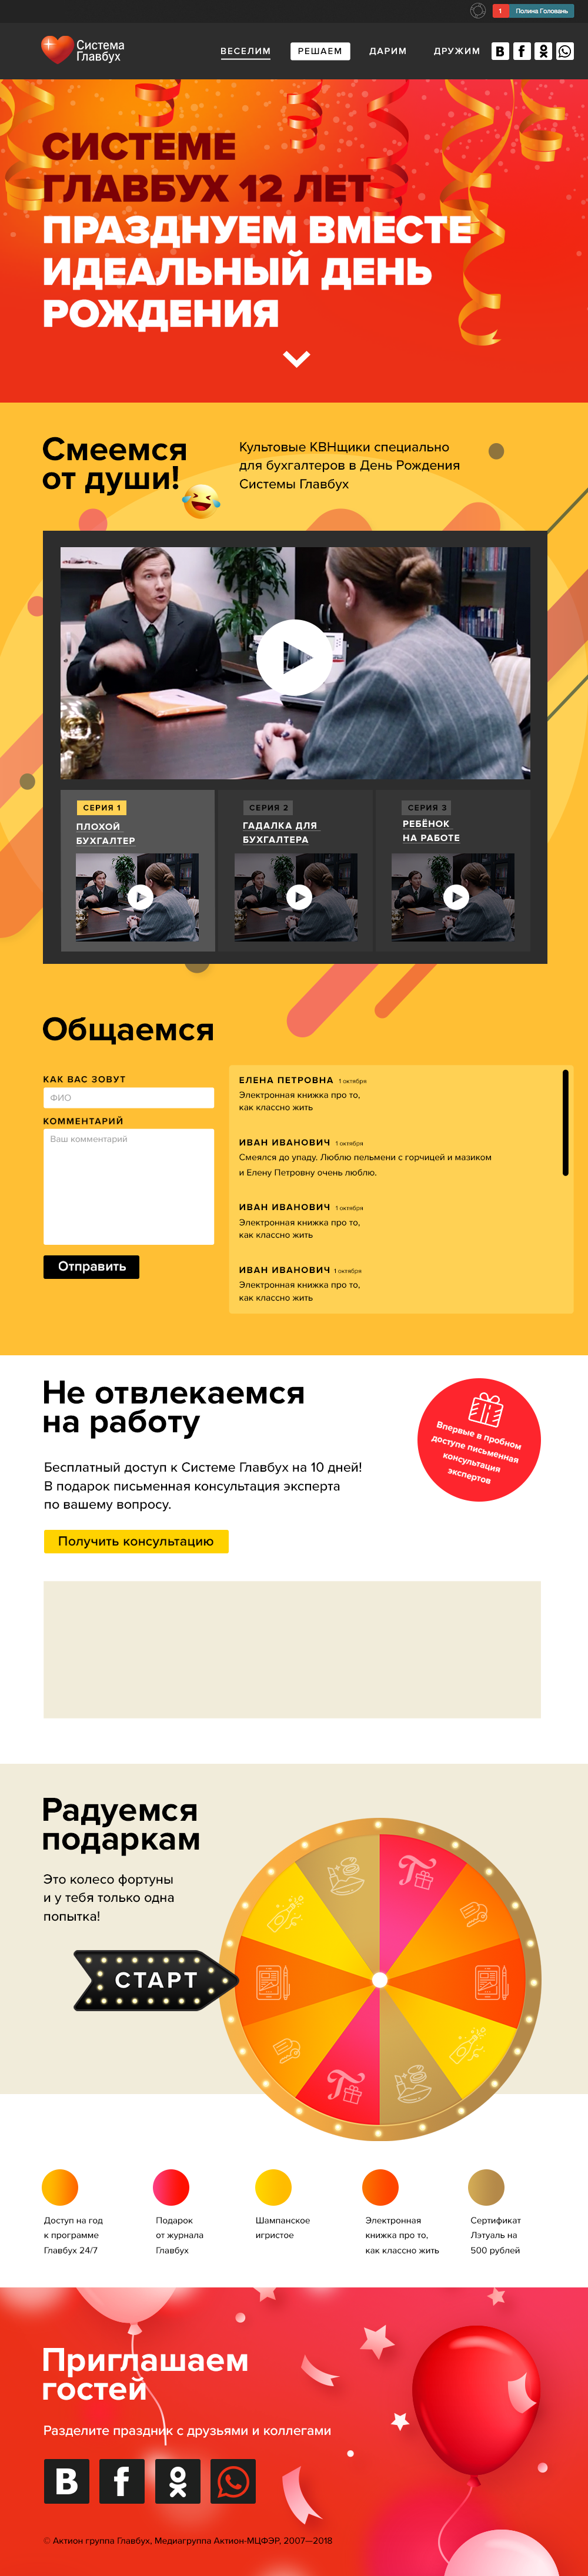 1 Полина Головань
Система
Главбух
ВЕСЕЛИМ РЕШАЕМ ДАРИМ ДРУЖИМ
СИСТЕМЕ
ГЛАВБУХ 12 ЛЕТ
ПРАЗДНУЕМ ВМЕСТЕ
ИДЕАЛЬНЫЙ ДЕНЬ
РОЖДЕНИЯ
Смеемся
от души!
Культовые КВНщики специально
для бухгалтеров в День Рождения
Системы Главбух
СЕРИЯ 1
ПЛОХОЙ
БУХГАЛТЕР
СЕРИЯ 2
ГАДАЛКА ДЛЯ
БУХГАЛТЕРА
СЕРИЯ 3
РЕБЁНОК
НА РАБОТЕ
Общаемся
КАК ВАС ЗОВУТ
ФИО
КОММЕНТАРИЙ
Ваш комментарий
Отправить
ЕЛЕНА ПЕТРОВНА 1 октября
Электронная книжка про то,
как классно жить
ИВАН ИВАНОВИЧ 1 октября
Смеялся до упаду. Люблю пельмени с горчицей и мазиком
и Елену Петровну очень люблю.
ИВАН ИВАНОВИЧ 1 октября
Электронная книжка про то,
как классно жить
ИВАН ИВАНОВИЧ 1 октября
Электронная книжка про то,
как классно жить
Не отвлекаемся
на работу
Бесплатный доступ к Системе Главбух на 10 дней!
В подарок письменная консультация эксперта
по вашему вопросу.
Получить консультацию
Впервые в пробном
доступе письменная
консультация
экспертов
Радуемся
подаркам
Это колесо фортуны
и у тебя только одна
попытка!
СТАРТ
Доступ на год
к программе
Главбух 24/7
Подарок
от журнала
Главбух
Шампанское
игристое
Электронная
книжка про то,
как классно жить
Сертификат
Лэтуаль на
500 рублей
Приглашаем
гостей
Разделите праздник с друзьями и коллегами
© Актион группа Главбух, Медиагруппа Актион-МЦФЭР, 2007—2018